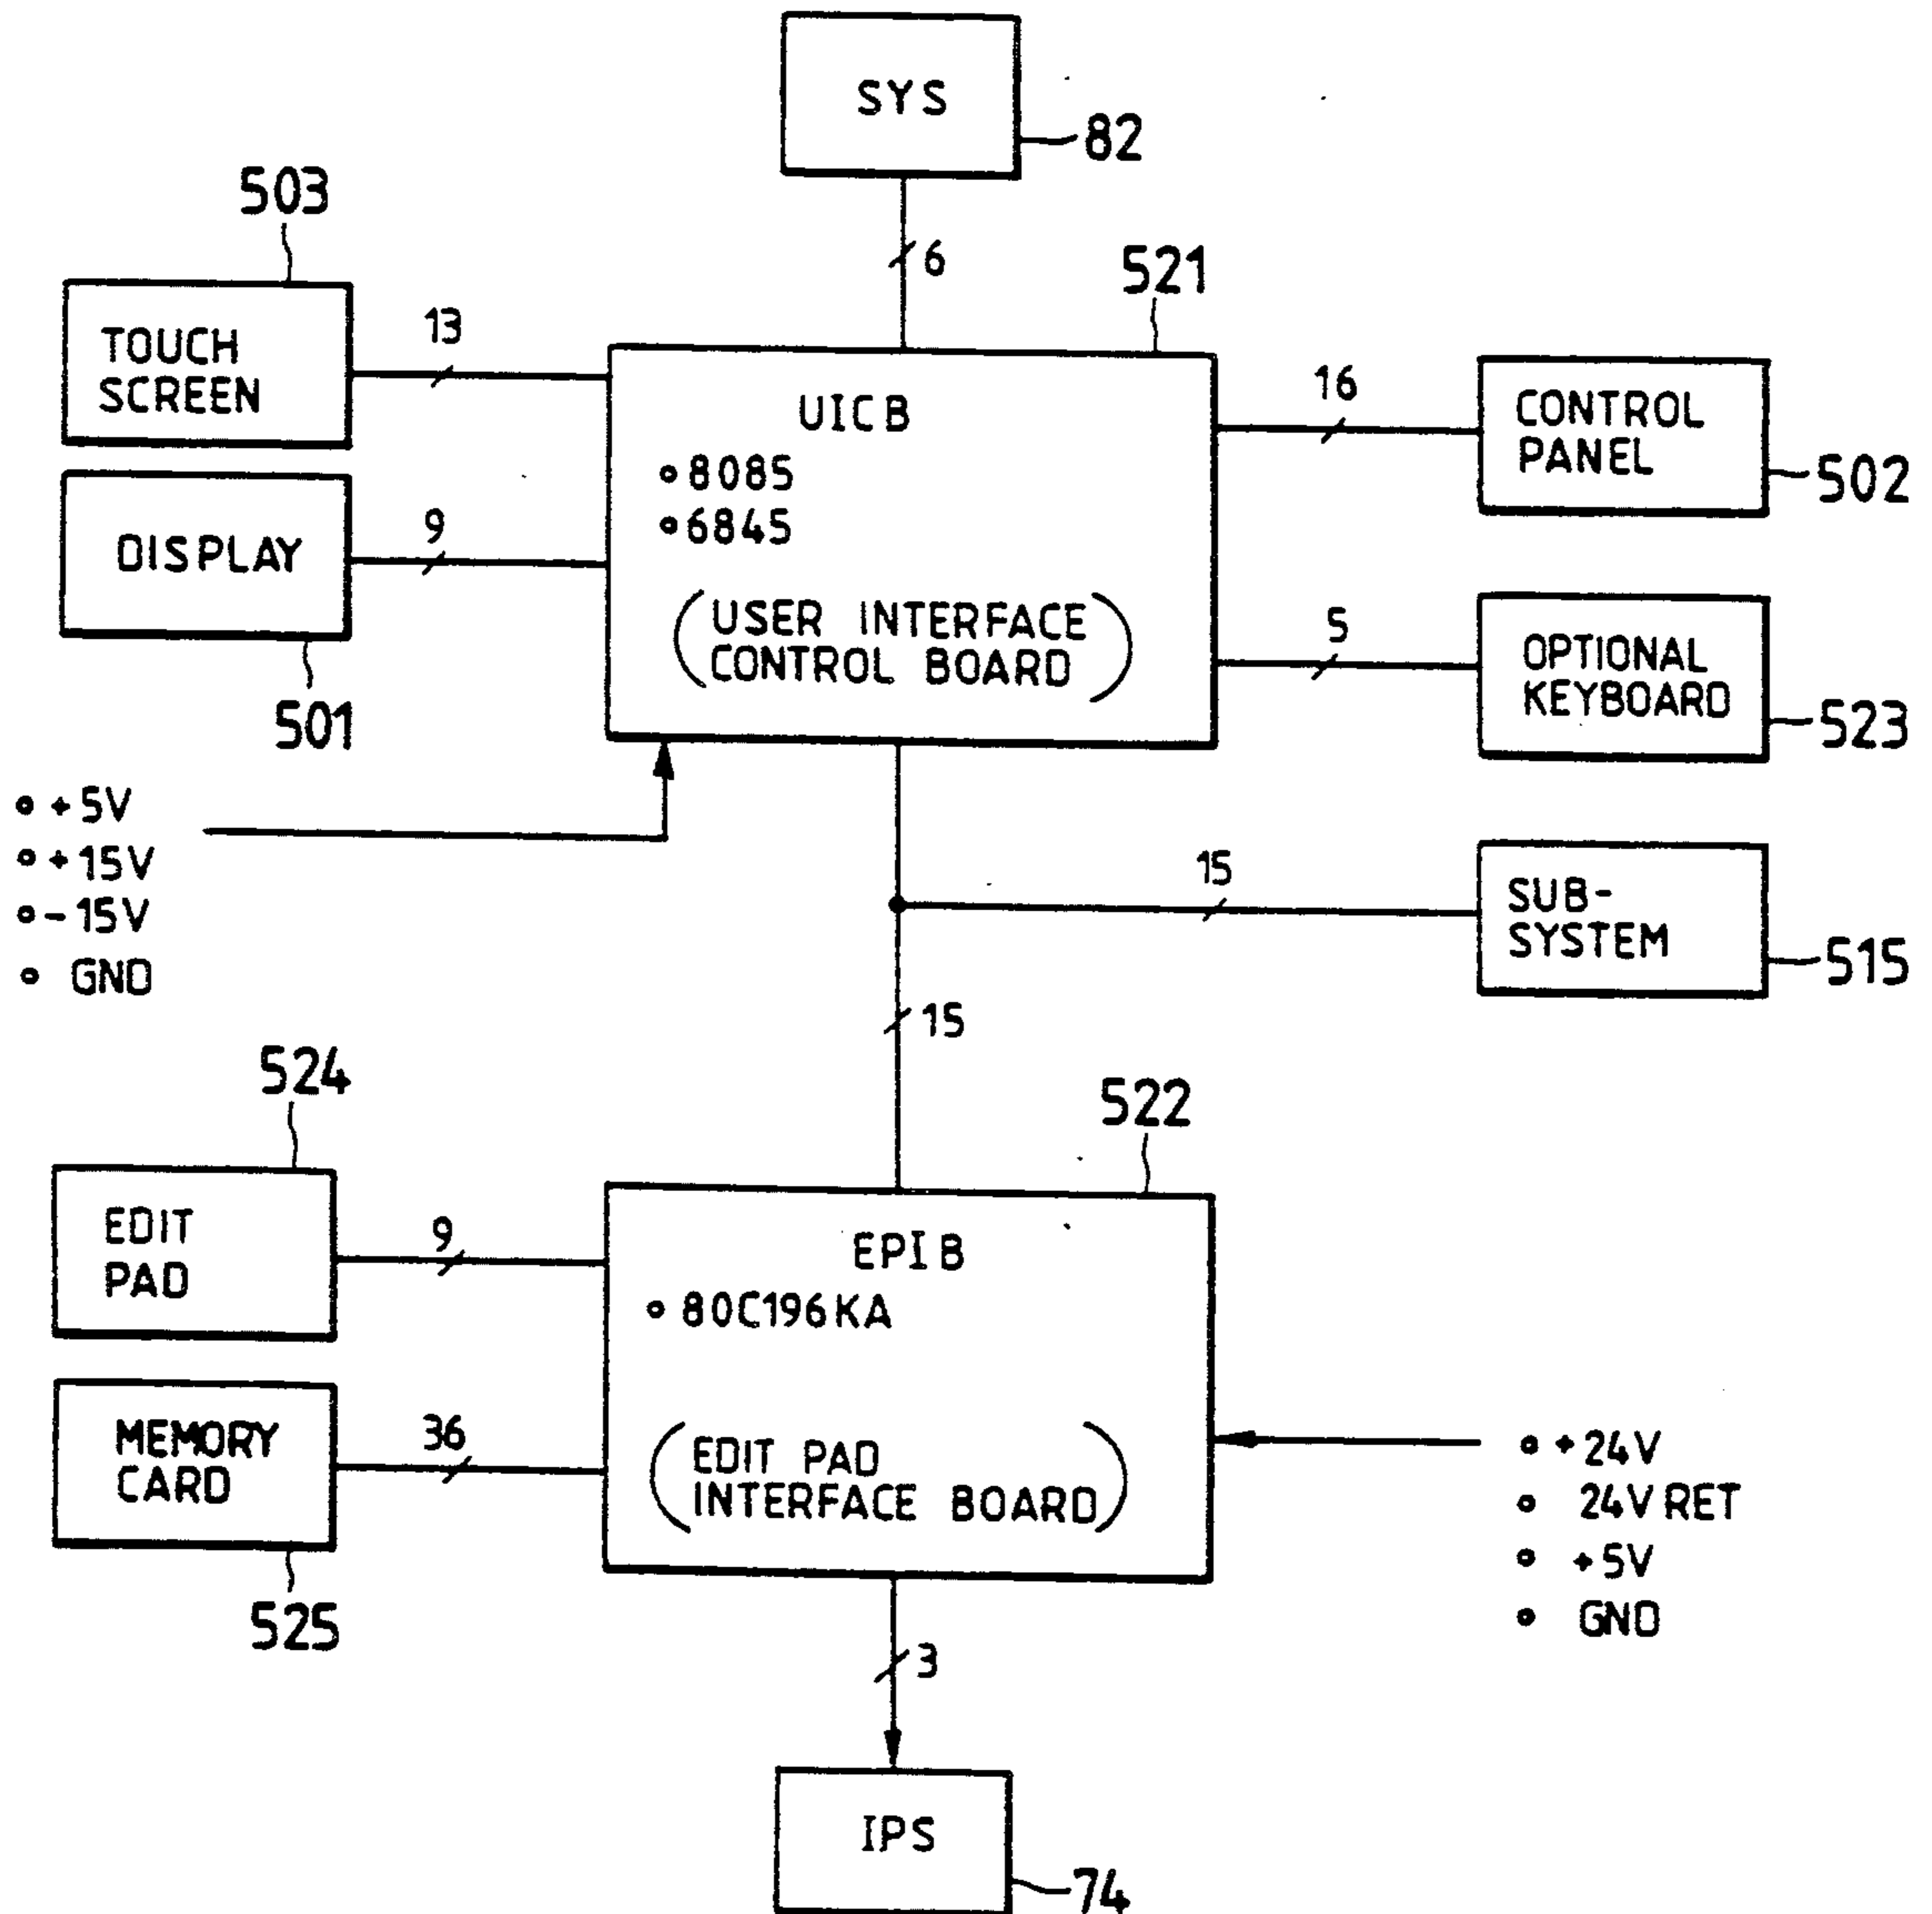 SYS
82
503
6
521
TOUCH
SCREEN
13
UICB
8085
6845
16
CONTROL
PANEL
502
DISPLAY
9
501
(USER INTERFACE
CONTROL BOARD)
5
OPTIONAL
KEYBOARD
523
+5V
+15V
-15V
GND
15
SUB-
SYSTEM
515
15
524
522
EDIT
PAD
9
EPIB
80C196KA
MEMORY
CARD
36
525
(EDIT PAD
INTERFACE BOARD)
+24V
24V RET
+5V
GND
3
IPS
74